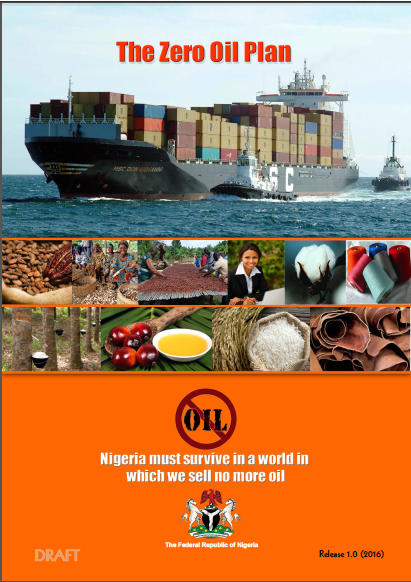 The Zero Oil Plan
OIL
Nigeria must survive in a world in
which we sell no more oil
The Federal Republic of Nigeria
DRAFT
Release 1.0 (2016)